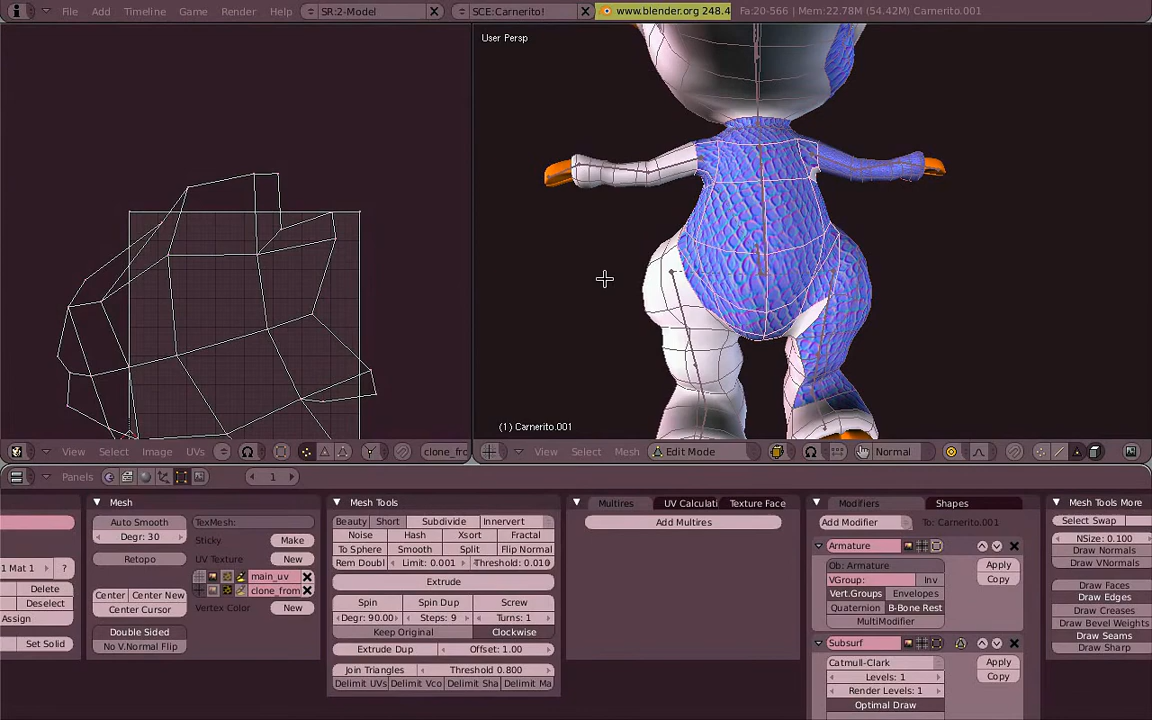 File Add Timeline Game Render Help SR:2-Model SCE:Carnerito! www.blender.org 248.4 Fa:20-566 | Mem:22.78M (54.42M) Carnerito.001
User Persp
(1) Carnerito.001
View Select Image UVs clone_fro View Select Mesh Edit Mode Normal
Panels 1
Mesh Mesh Tools Multires UV Calculati Texture Face Modifiers Shapes Mesh Tools More
Auto Smooth TexMesh: Beauty Short Subdivide Innervert Add Multires Add Modifier To: Carnerito.001 Select Swap
Degr: 30 Sticky Make Noise Hash Xsort Fractal NSize: 0.100
Retopo UV Texture New To Sphere Smooth Split Flip Normal Armature Draw Normals
1 Mat 1 ? main_uv Rem Doubl Limit: 0.001 Threshold: 0.010 Ob: Armature Apply Draw VNormals
Delete clone_from Extrude VGroup: Inv Copy Draw Faces
Deselect Center Center New Vertex Color New Spin Spin Dup Screw Vert.Groups Envelopes Draw Edges
Assign Center Cursor Degr: 90.00 Steps: 9 Turns: 1 Quaternion B-Bone Rest Draw Creases
Double Sided Keep Original Clockwise MultiModifier Draw Bevel Weights
Set Solid No V.Normal Flip Extrude Dup Offset: 1.00 Subsurf Draw Seams
Join Triangles Threshold 0.800 Catmull-Clark Apply Draw Sharp
Delimit UVs Delimit Vco Delimit Sha Delimit Ma Levels: 1 Copy
Render Levels: 1
Optimal Draw